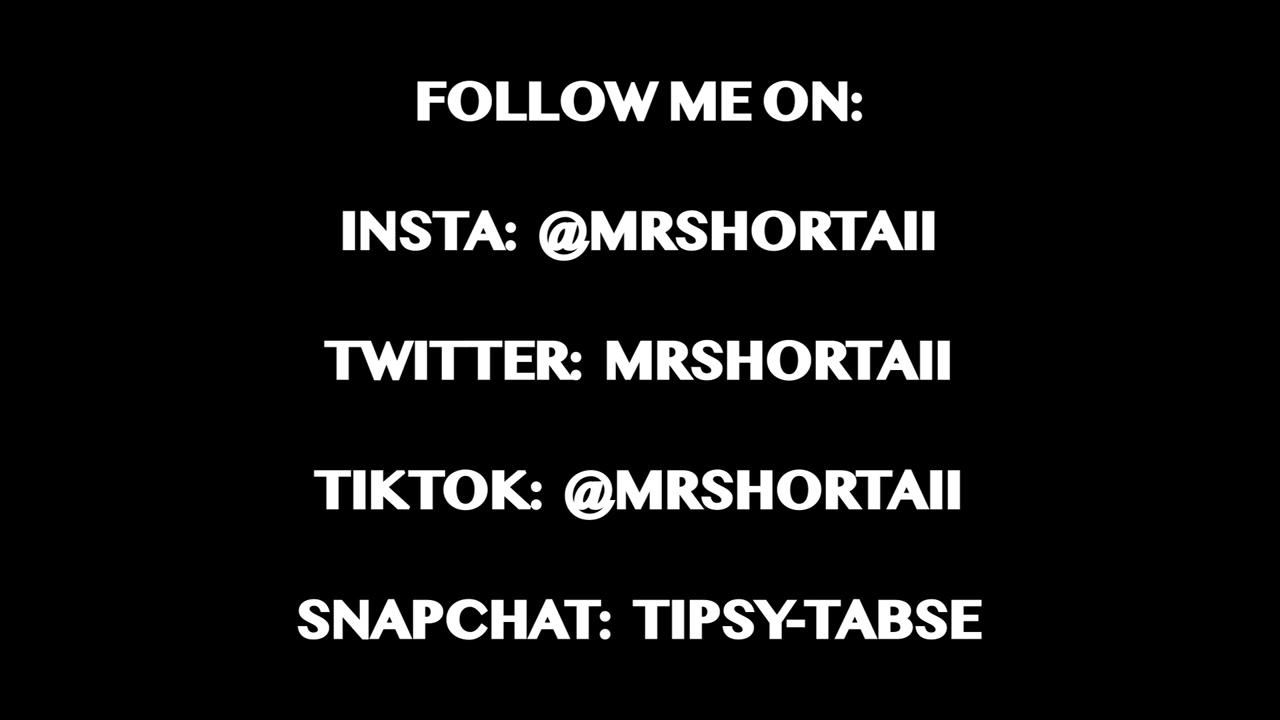 FOLLOW ME ON:
INSTA: @MRSHORTAII
TWITTER: MRSHORTAII
TIKTOK: @MRSHORTAII
SNAPCHAT: TIPSY-TABSE